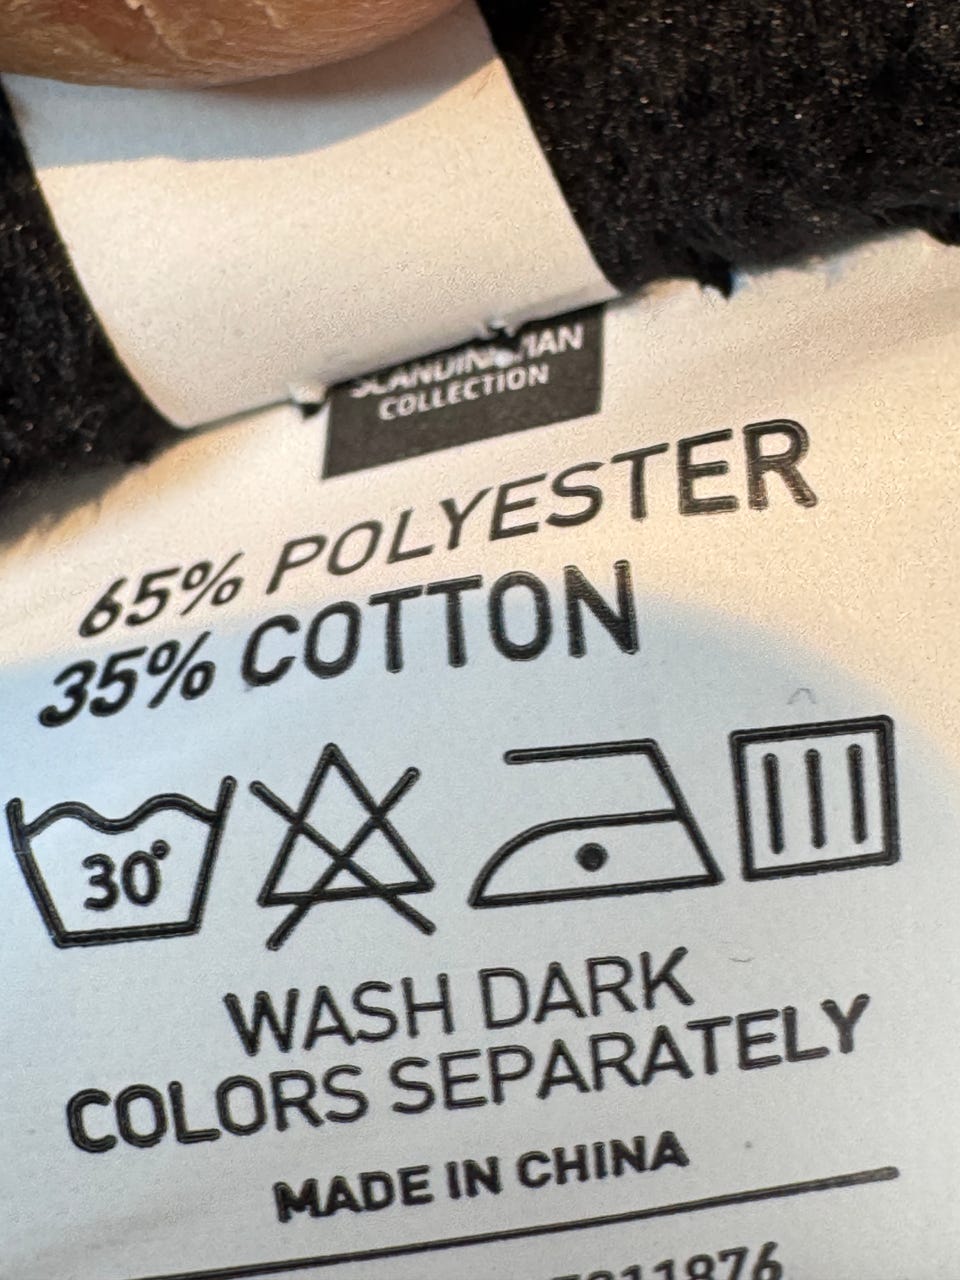 COLLECTION
65% POLYESTER
35% COTTON
30°
WASH DARK
COLORS SEPARATELY
MADE IN CHINA